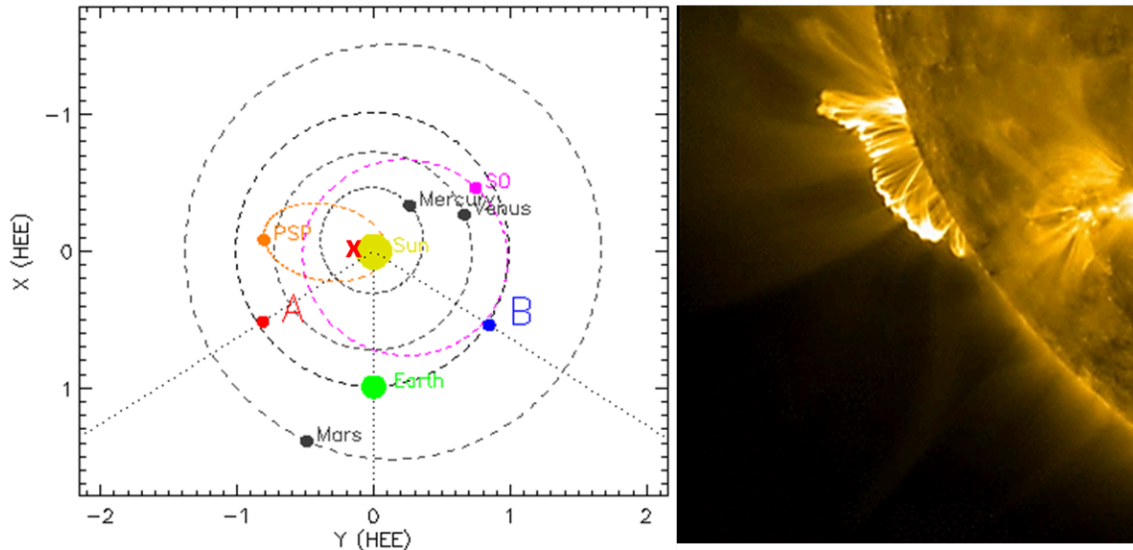 -1
0
1
X (HEE)
SO
Mercury
Venus
PSP
X
Sun
A
B
Earth
Mars
-2
-1
0
1
2
Y (HEE)